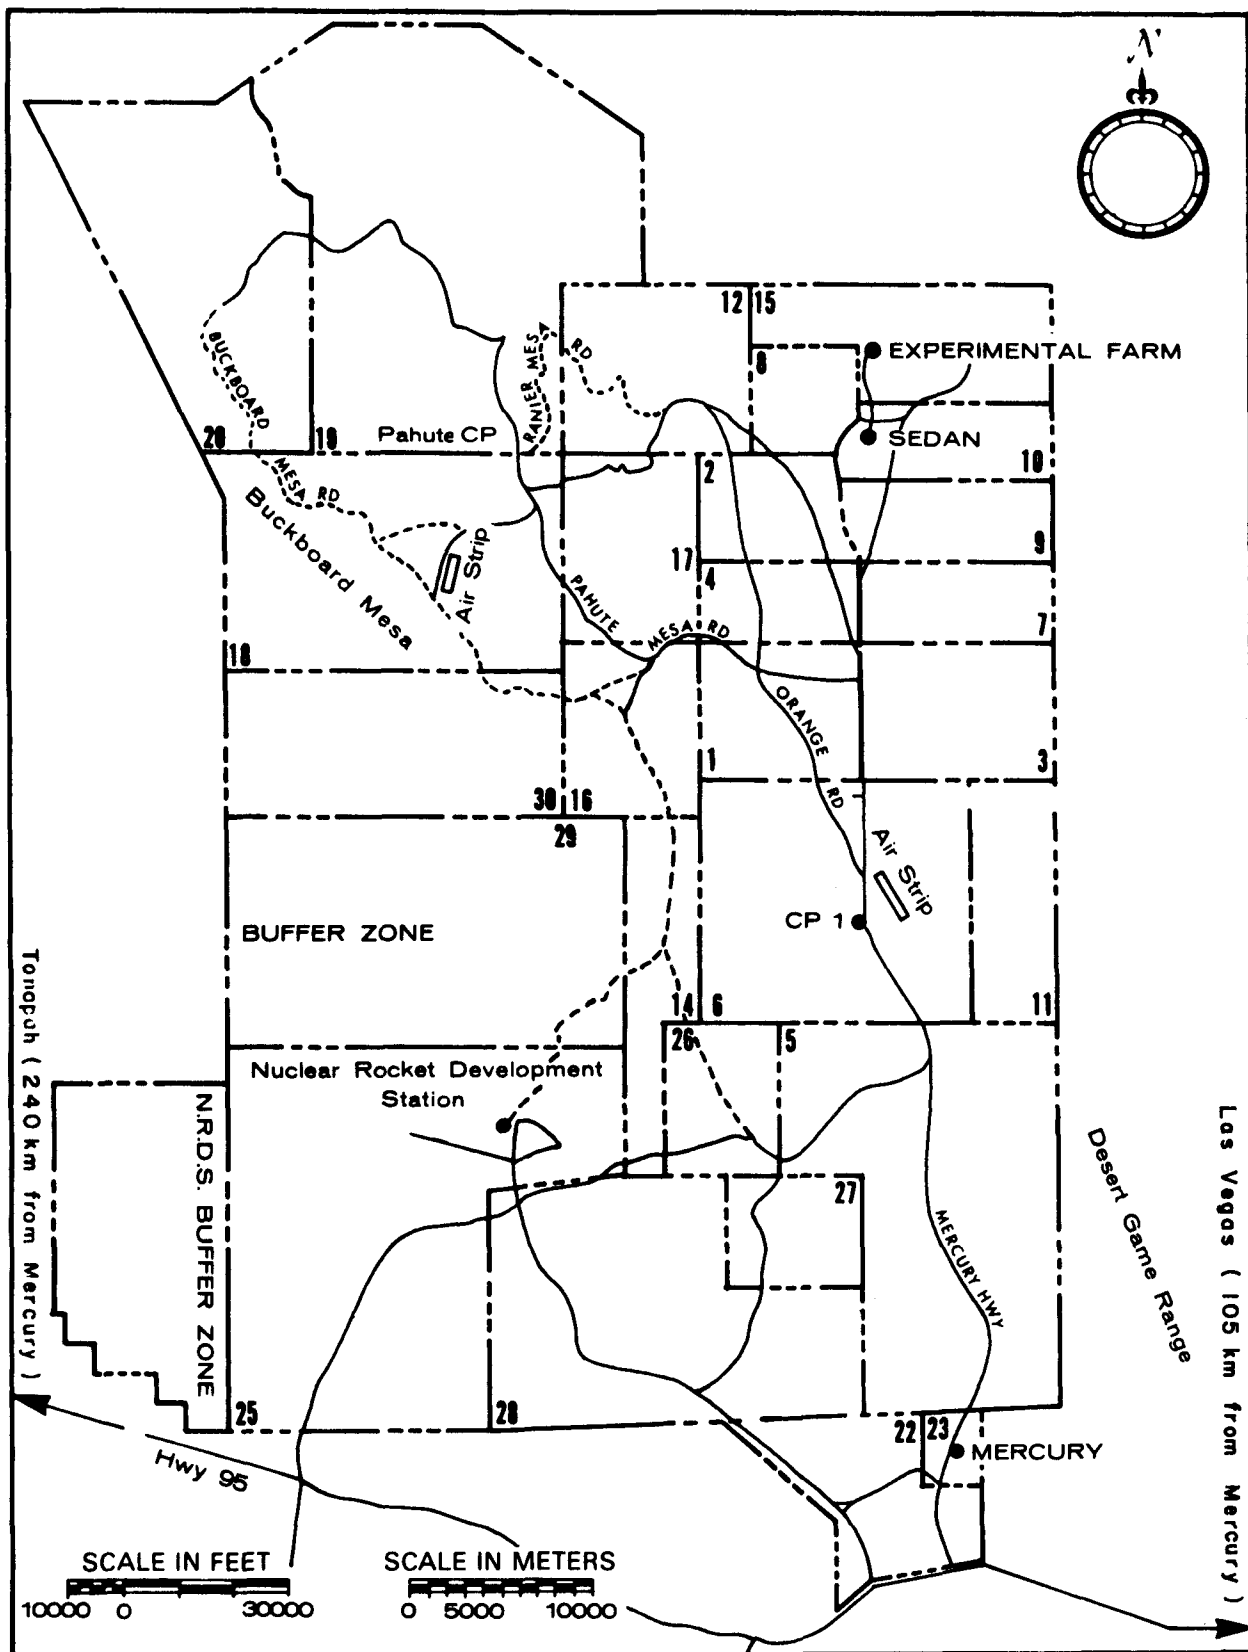 N
12 15
8
EXPERIMENTAL FARM
SEDAN
BUCKBOARD
MESA RD
RANIER MES
RD
20
19
Pahute CP
2
10
Buckboard Mesa
Air Strip
17
4
9
PAHUTE
MESA RD
7
18
ORANGE
RD
1
3
30 16
29
Air Strip
CP 1
BUFFER ZONE
14 6
11
26
5
Nuclear Rocket Development
Station
N.R.D.S. BUFFER ZONE
27
MERCURY HWY
Desert Game Range
Tonopah (240 km from Mercury)
Las Vegas (105 km from Mercury)
25
28
22 23
MERCURY
Hwy 95
SCALE IN FEET
10000 0 30000
SCALE IN METERS
0 5000 10000